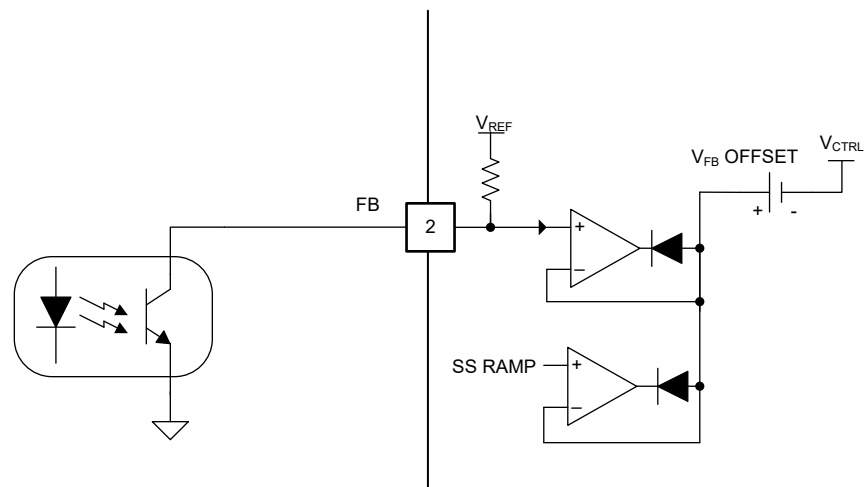 V_REF
V_CTRL
V_FB OFFSET
+ -
FB
2
+
−
SS RAMP
+
−